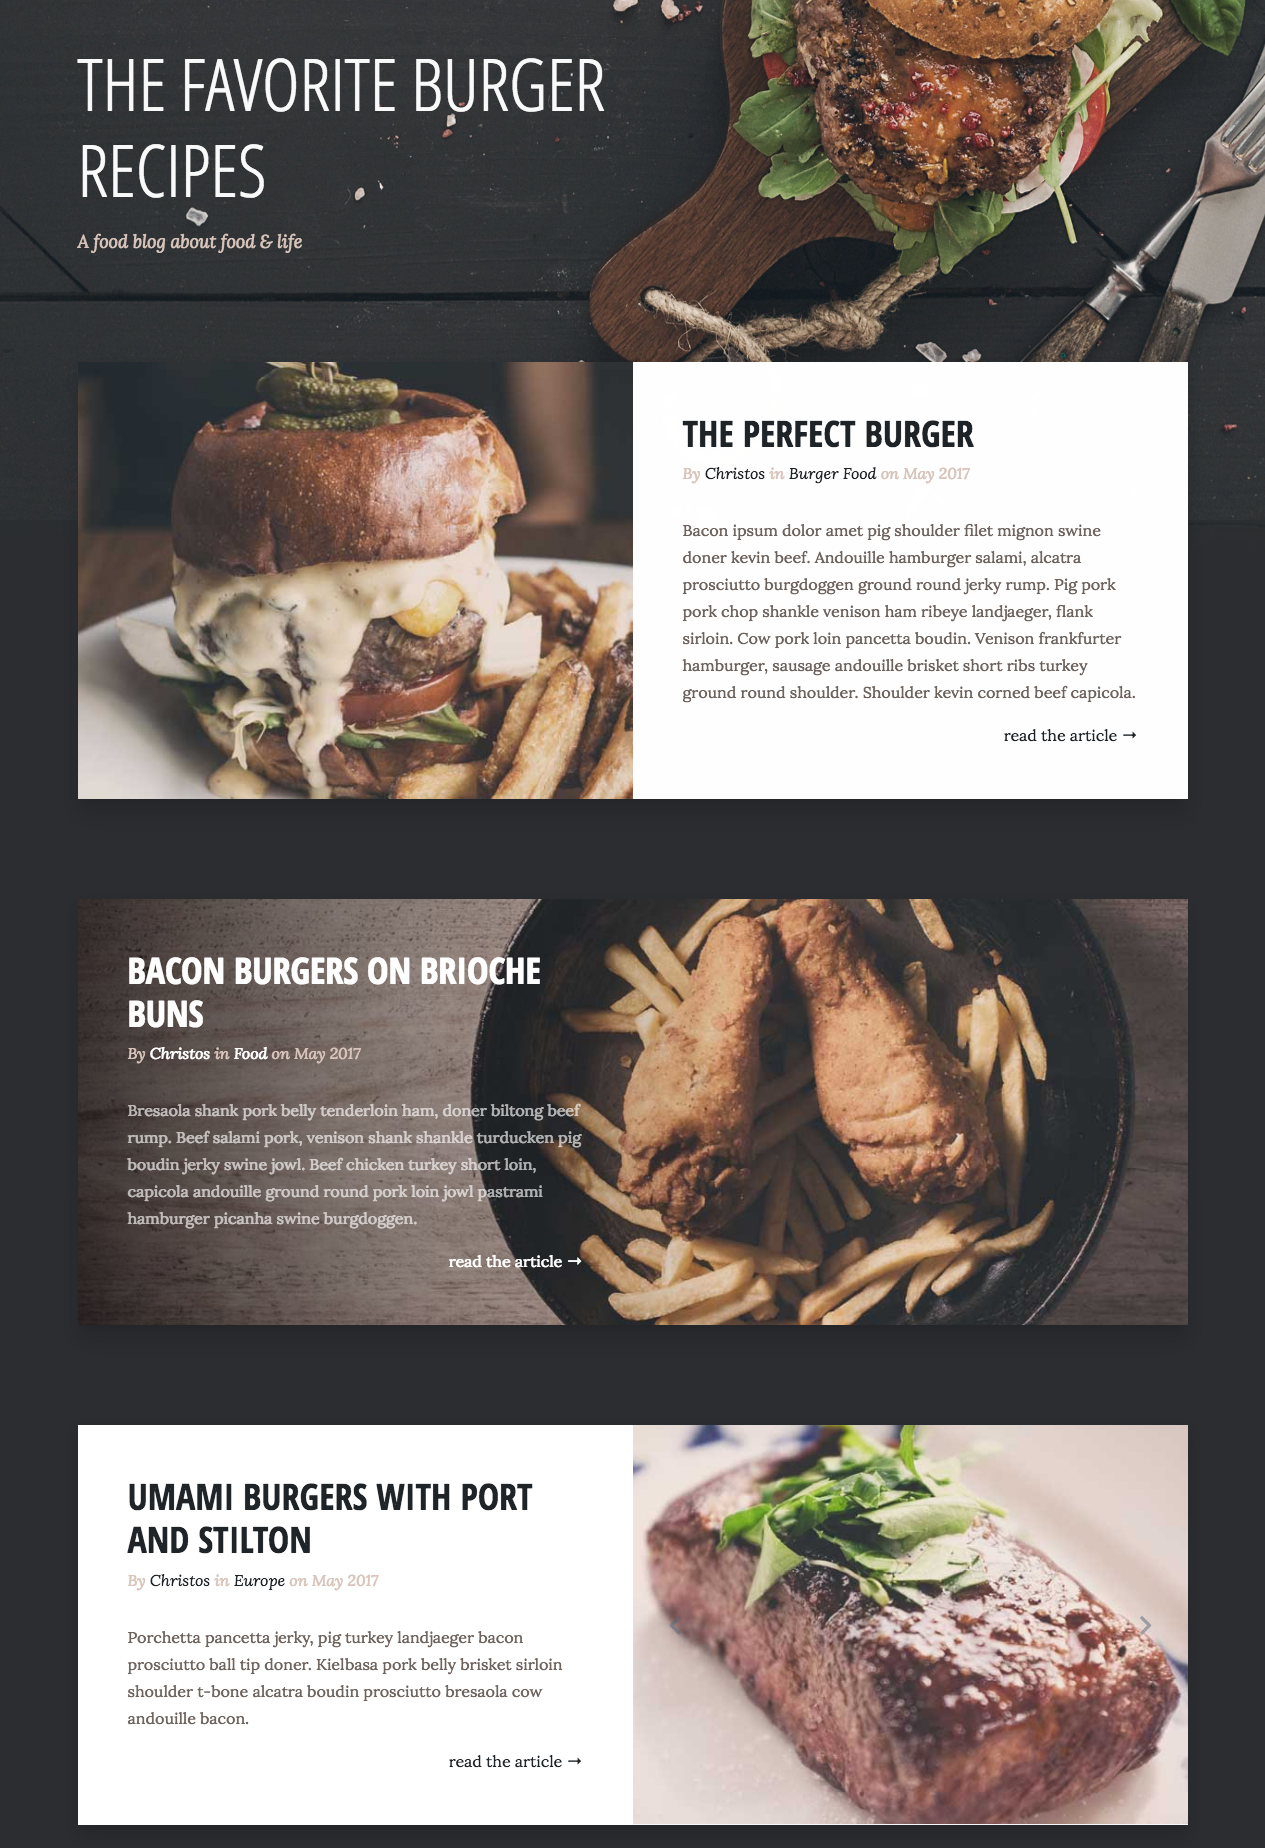 THE FAVORITE BURGER
RECIPES
A food blog about food & life
THE PERFECT BURGER
By Christos in Burger Food on May 2017
Bacon ipsum dolor amet pig shoulder filet mignon swine
doner kevin beef. Andouille hamburger salami, alcatra
prosciutto burgdoggen ground round jerky rump. Pig pork
pork chop shankle venison ham ribeye landjaeger, flank
sirloin. Cow pork loin pancetta boudin. Venison frankfurter
hamburger, sausage andouille brisket short ribs turkey
ground round shoulder. Shoulder kevin corned beef capicola.
read the article →
BACON BURGERS ON BRIOCHE
BUNS
By Christos in Food on May 2017
Bresaola shank pork belly tenderloin ham, doner biltong beef
rump. Beef salami pork, venison shank shankle turducken pig
boudin jerky swine jowl. Beef chicken turkey short loin,
capicola andouille ground round pork loin jowl pastrami
hamburger picanha swine burgdoggen.
read the article →
UMAMI BURGERS WITH PORT
AND STILTON
By Christos in Europe on May 2017
Porchetta pancetta jerky, pig turkey landjaeger bacon
prosciutto ball tip doner. Kielbasa pork belly brisket sirloin
shoulder t-bone alcatra boudin prosciutto bresaola cow
andouille bacon.
read the article →